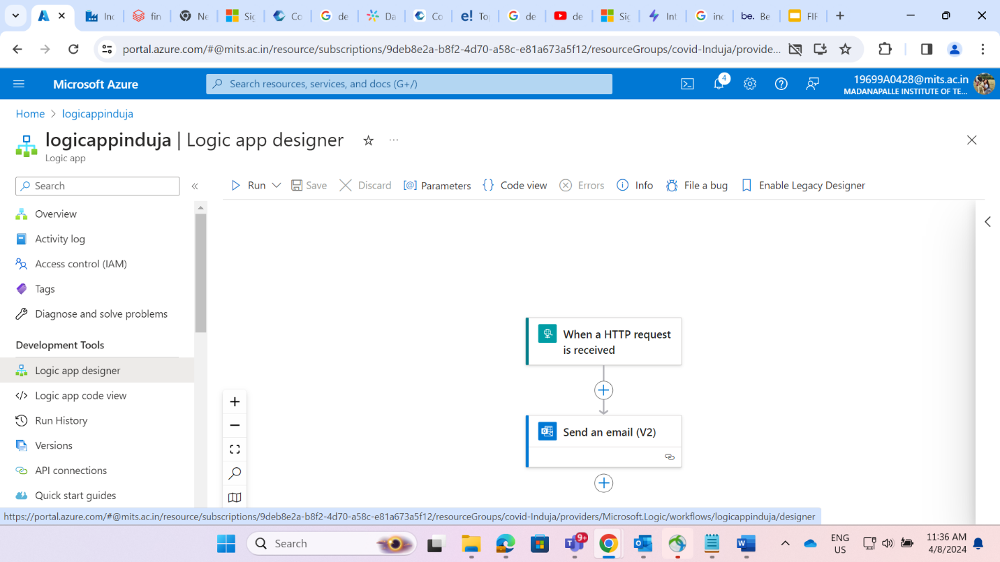 Inc
fin
Ne
Sig
Co
de
Da
Co
e! Top
de
de
Sig
Int
inc
be. Be
FIF
portal.azure.com/#@mits.ac.in/resource/subscriptions/9deb8e2a-b8f2-4d70-a58c-e81a673a5f12/resourceGroups/covid-Induja/provide...
Microsoft Azure
Search resources, services, and docs (G+/)
4
19699A0428@mits.ac.in
MADANAPALLE INSTITUTE OF TE...
Home > logicappinduja
logicappinduja | Logic app designer
Logic app
Search
Run
Save
Discard
[@] Parameters
{} Code view
Errors
Info
File a bug
Enable Legacy Designer
Overview
Activity log
Access control (IAM)
Tags
Diagnose and solve problems
Development Tools
Logic app designer
Logic app code view
Run History
Versions
API connections
Quick start guides
When a HTTP request
is received
Send an email (V2)
https://portal.azure.com/#@mits.ac.in/resource/subscriptions/9deb8e2a-b8f2-4d70-a58c-e81a673a5f12/resourceGroups/covid-Induja/providers/Microsoft.Logic/workflows/logicappinduja/designer
Search
9+
ENG
US
11:36 AM
4/8/2024